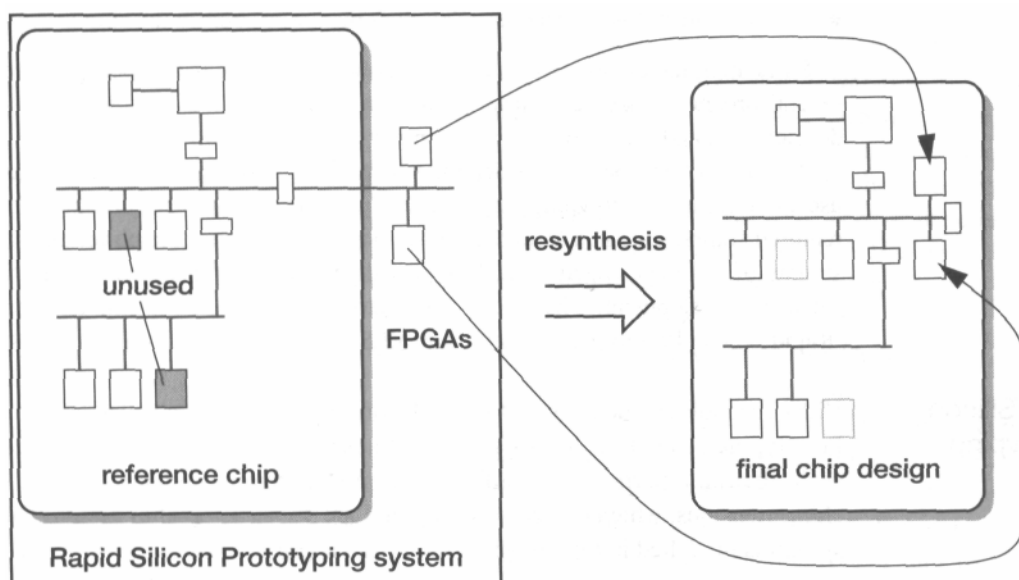 unused
FPGAs
reference chip
Rapid Silicon Prototyping system
resynthesis
final chip design